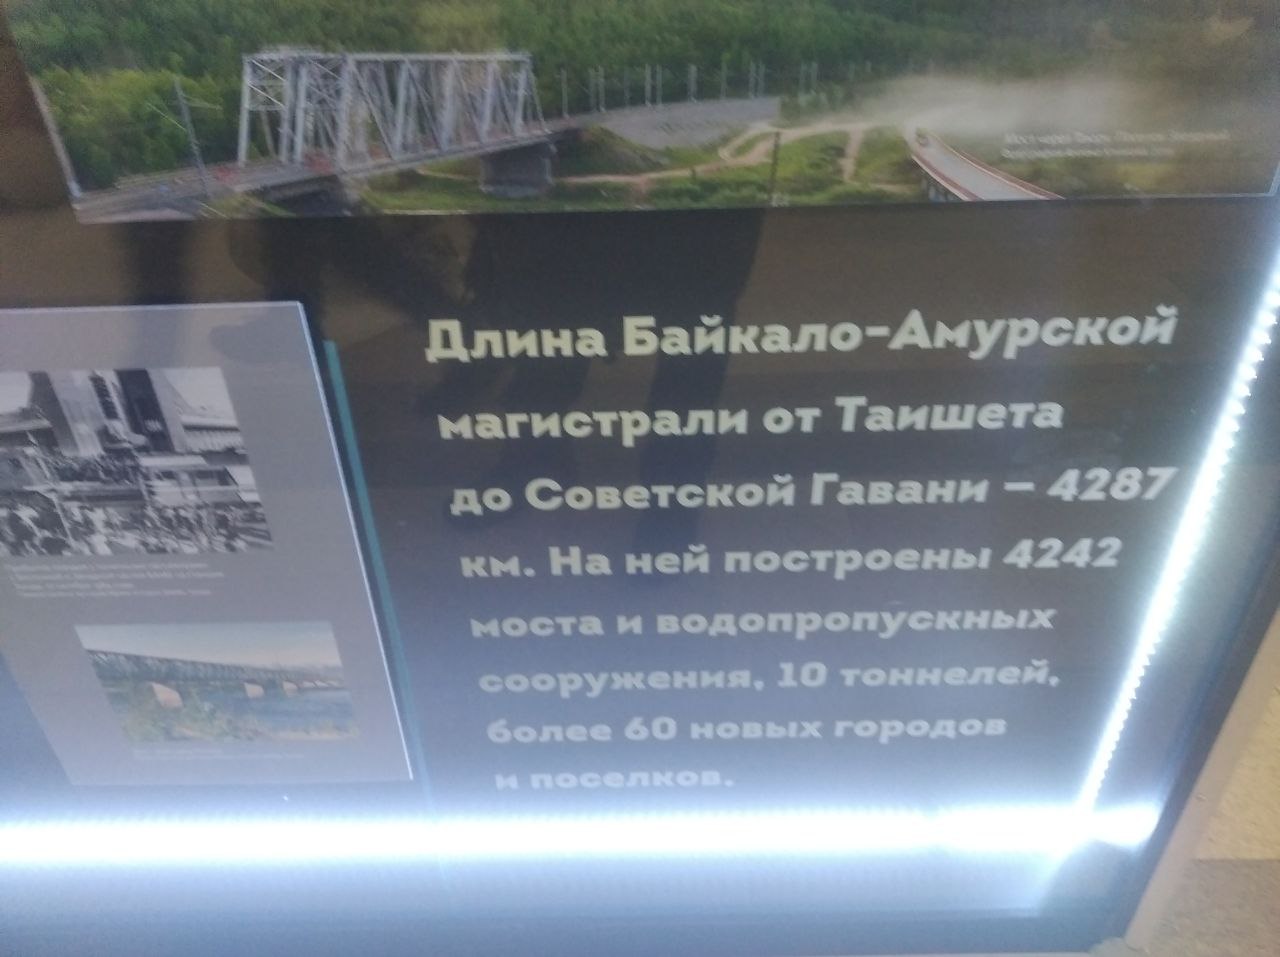 Длина Байкало-Амурской
магистрали от Тайшета
до Советской Гавани – 4287
км. На ней построены 4242
моста и водопропускных
сооружения, 10 тоннелей,
более 60 новых городов
и поселков.